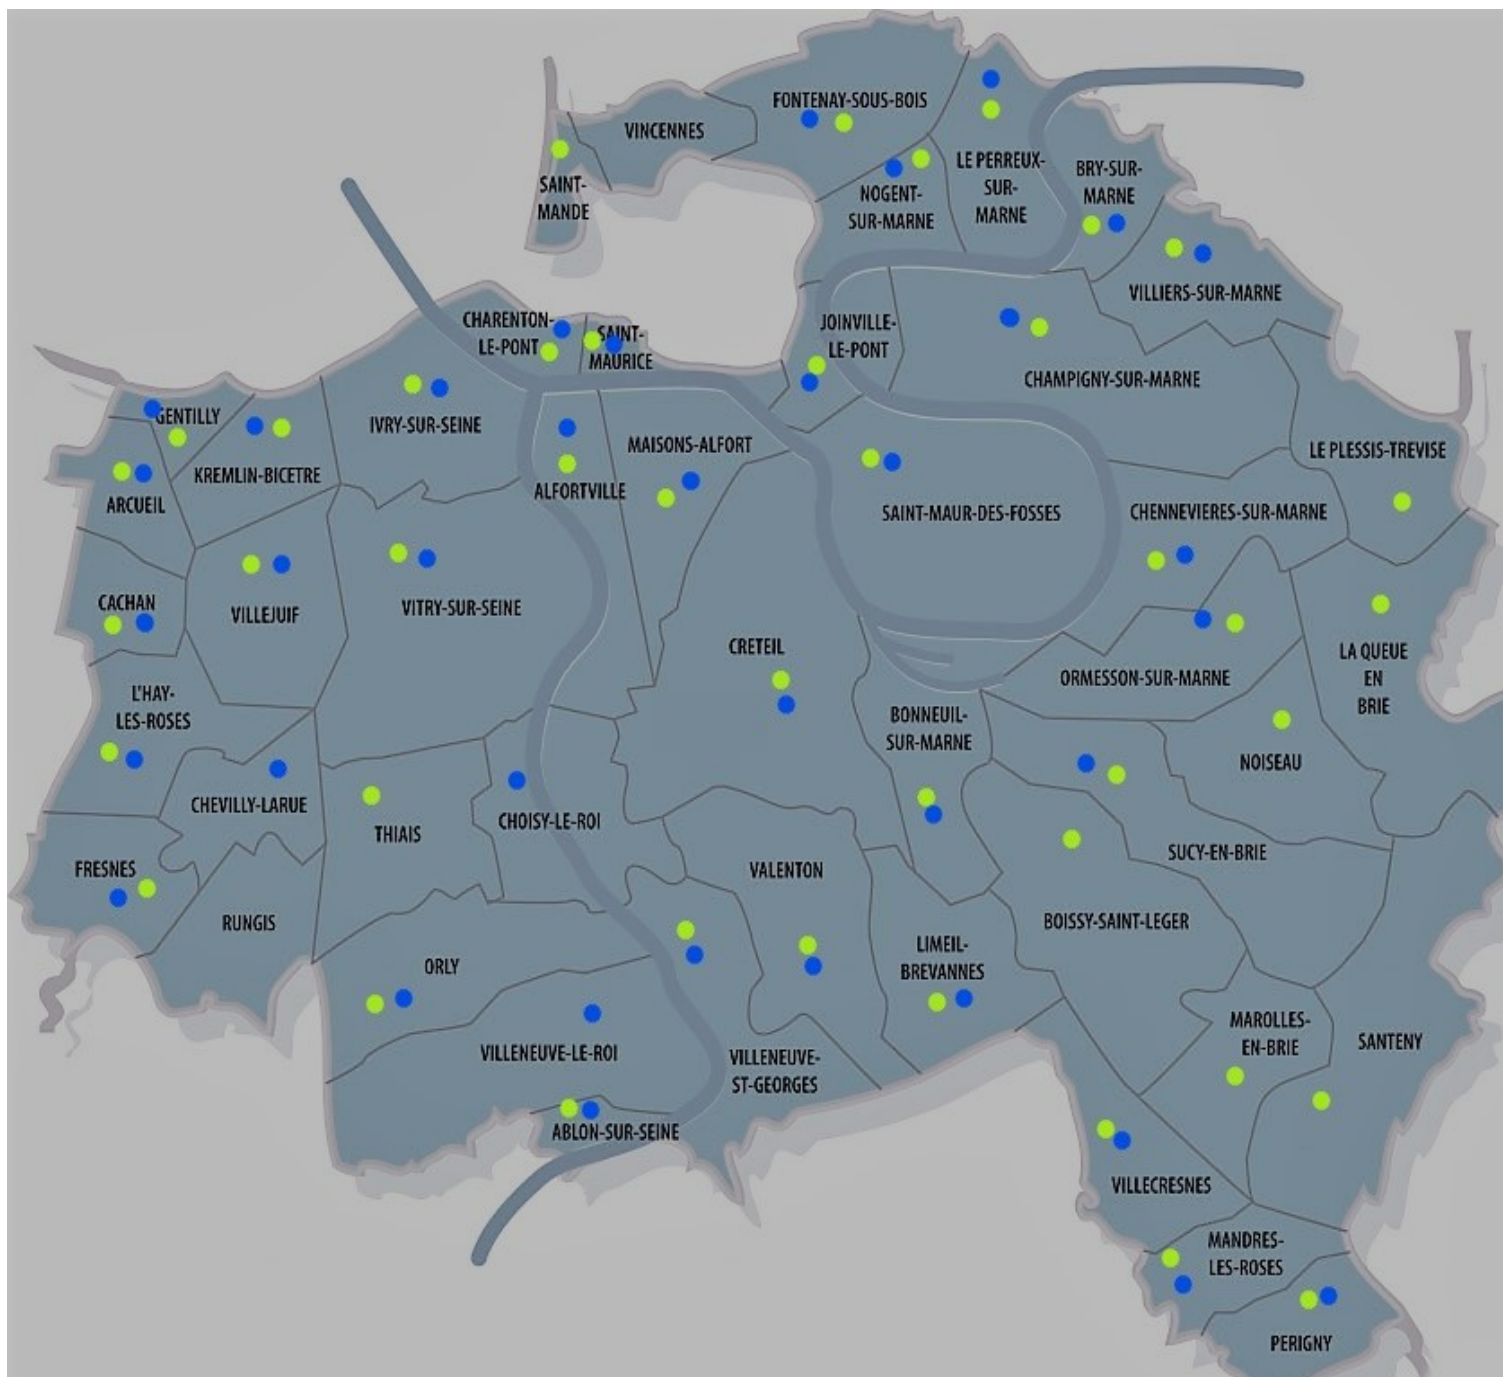 FONTENAY-SOUS-BOIS
VINCENNES
LE PERREUX-
SUR-
MARNE
BRY-SUR-
MARNE
SAINT-
MANDE
NOGENT-
SUR-MARNE
VILLIERS-SUR-MARNE
CHARENTON-
LE-PONT
SAINT-
MAURICE
JOINVILLE-
LE-PONT
CHAMPIGNY-SUR-MARNE
GENTILLY
IVRY-SUR-SEINE
MAISONS-ALFORT
LE PLESSIS-TREVISE
KREMLIN-BICETRE
ALFORTVILLE
ARCUEIL
SAINT-MAUR-DES-FOSSES
CHENNEVIERES-SUR-MARNE
CACHAN
VILLEJUIF
VITRY-SUR-SEINE
CRETEIL
LA QUEUE
EN
BRIE
ORMESSON-SUR-MARNE
L'HAY-
LES-ROSES
BONNEUIL-
SUR-MARNE
NOISEAU
CHEVILLY-LARUE
THIAIS
CHOISY-LE-ROI
SUCY-EN-BRIE
FRESNES
VALENTON
RUNGIS
BOISSY-SAINT-LEGER
LIMEIL-
BREVANNES
ORLY
MAROLLES-
EN-BRIE
SANTENY
VILLENEUVE-LE-ROI
VILLENEUVE-
ST-GEORGES
ABLON-SUR-SEINE
VILLECRESNES
MANDRES-
LES-ROSES
PERIGNY